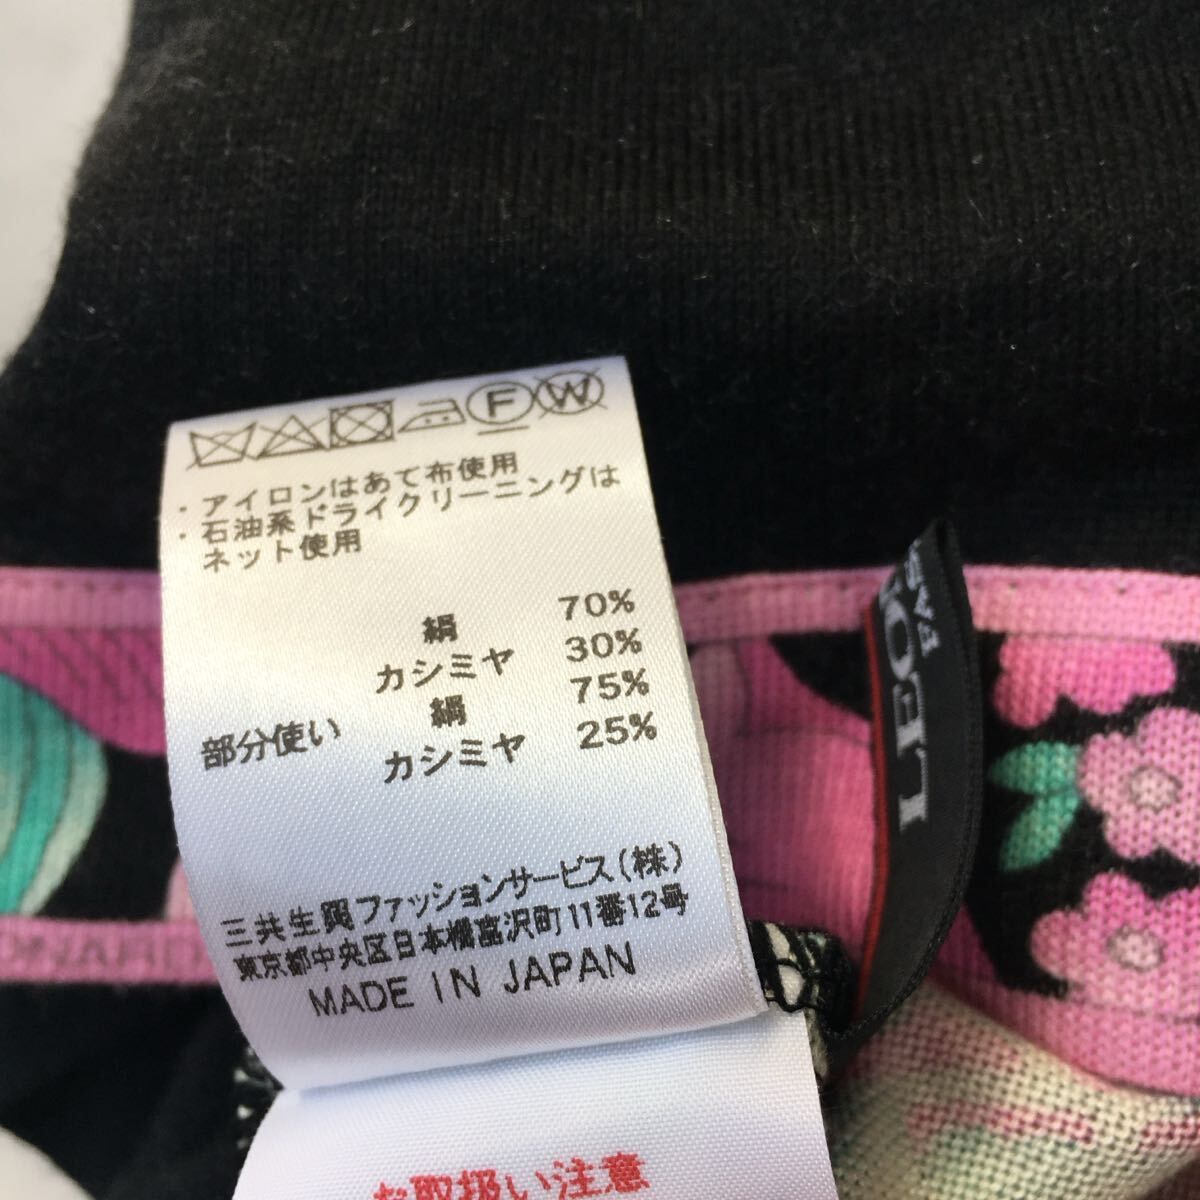 F W
・アイロンはあて布使用
・石油系ドライクリーニングは
ネット使用
絹 70%
カシミヤ 30%
部分使い 絹 75%
カシミヤ 25%
三共生興ファッションサービス(株)
東京都中央区日本橋富沢町11番12号
MADE IN JAPAN
お取扱い注意